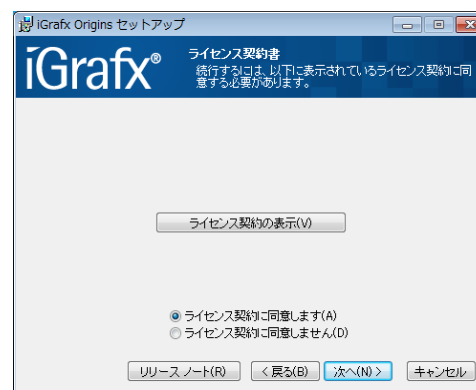 iGrafx Origins セットアップ
iGrafx®
ライセンス契約書
続行するには、以下に表示されているライセンス契約に同
意する必要があります。
ライセンス契約の表示(V)
ライセンス契約に同意します(A)
ライセンス契約に同意しません(D)
リリース ノート(R) < 戻る(B) 次へ(N) > キャンセル